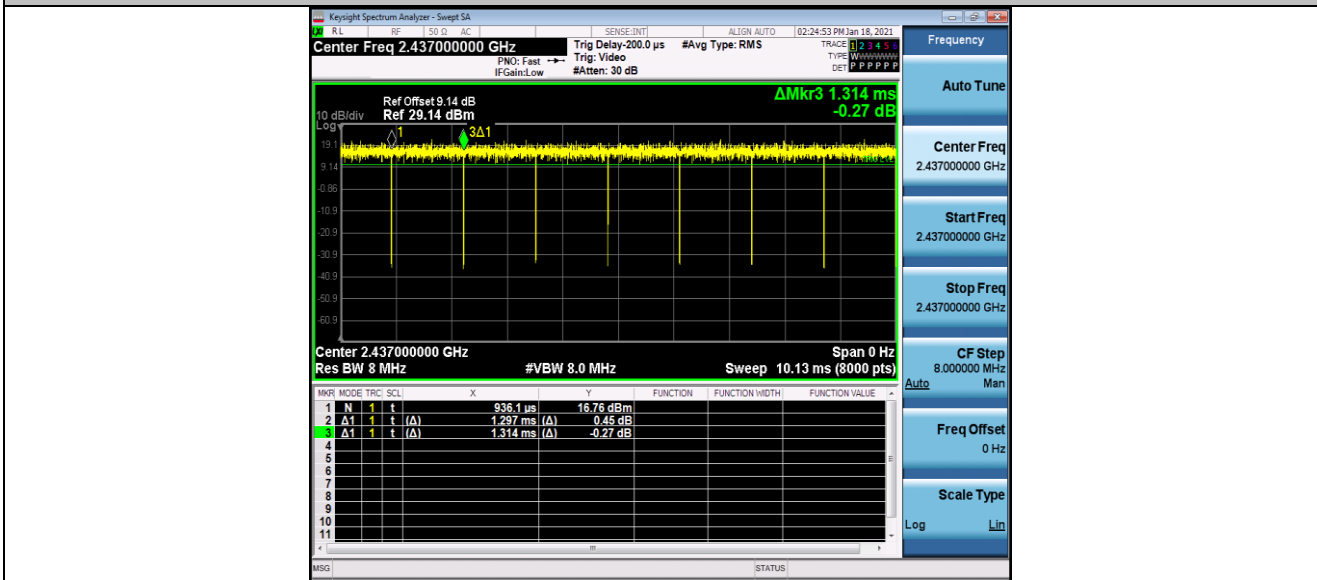 Keysight Spectrum Analyzer - Swept SA
RL RF 50 Ω AC SENSE:INT ALIGN AUTO 02:24:53 PM Jan 18, 2021
Center Freq 2.437000000 GHz
PNO: Fast
IFGain:Low
Trig Delay-200.0 µs
Trig: Video
#Atten: 30 dB
#Avg Type: RMS
TRACE 1 2 3 4 5 6
TYPE W
DET P P P P P P
Frequency
Auto Tune
Center Freq
2.437000000 GHz
Start Freq
2.437000000 GHz
Stop Freq
2.437000000 GHz
CF Step
8.000000 MHz
Auto Man
Freq Offset
0 Hz
Scale Type
Log Lin
ΔMkr3 1.314 ms
-0.27 dB
Ref Offset 9.14 dB
10 dB/div Ref 29.14 dBm
Log
1
3Δ1
19.1
9.14
-0.86
-10.9
-20.9
-30.9
-40.9
-50.9
-60.9
Center 2.437000000 GHz Span 0 Hz
Res BW 8 MHz #VBW 8.0 MHz Sweep 10.13 ms (8000 pts)
MKR MODE TRC SCL X Y FUNCTION FUNCTION WIDTH FUNCTION VALUE
1 N 1 t 936.1 µs 16.76 dBm
2 Δ1 1 t (Δ) 1.297 ms (Δ) 0.45 dB
3 Δ1 1 t (Δ) 1.314 ms (Δ) -0.27 dB
4
5
6
7
8
9
10
11
MSG STATUS